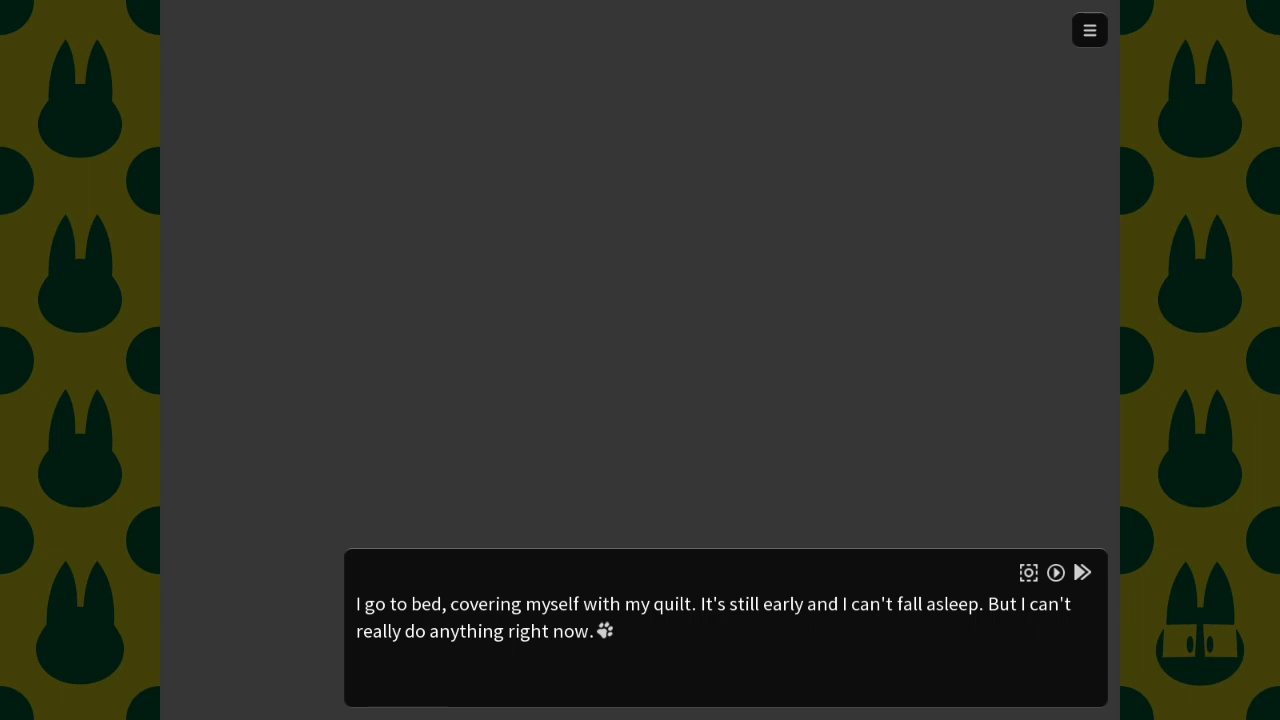 I go to bed, covering myself with my quilt. It's still early and I can't fall asleep. But I can't
really do anything right now.